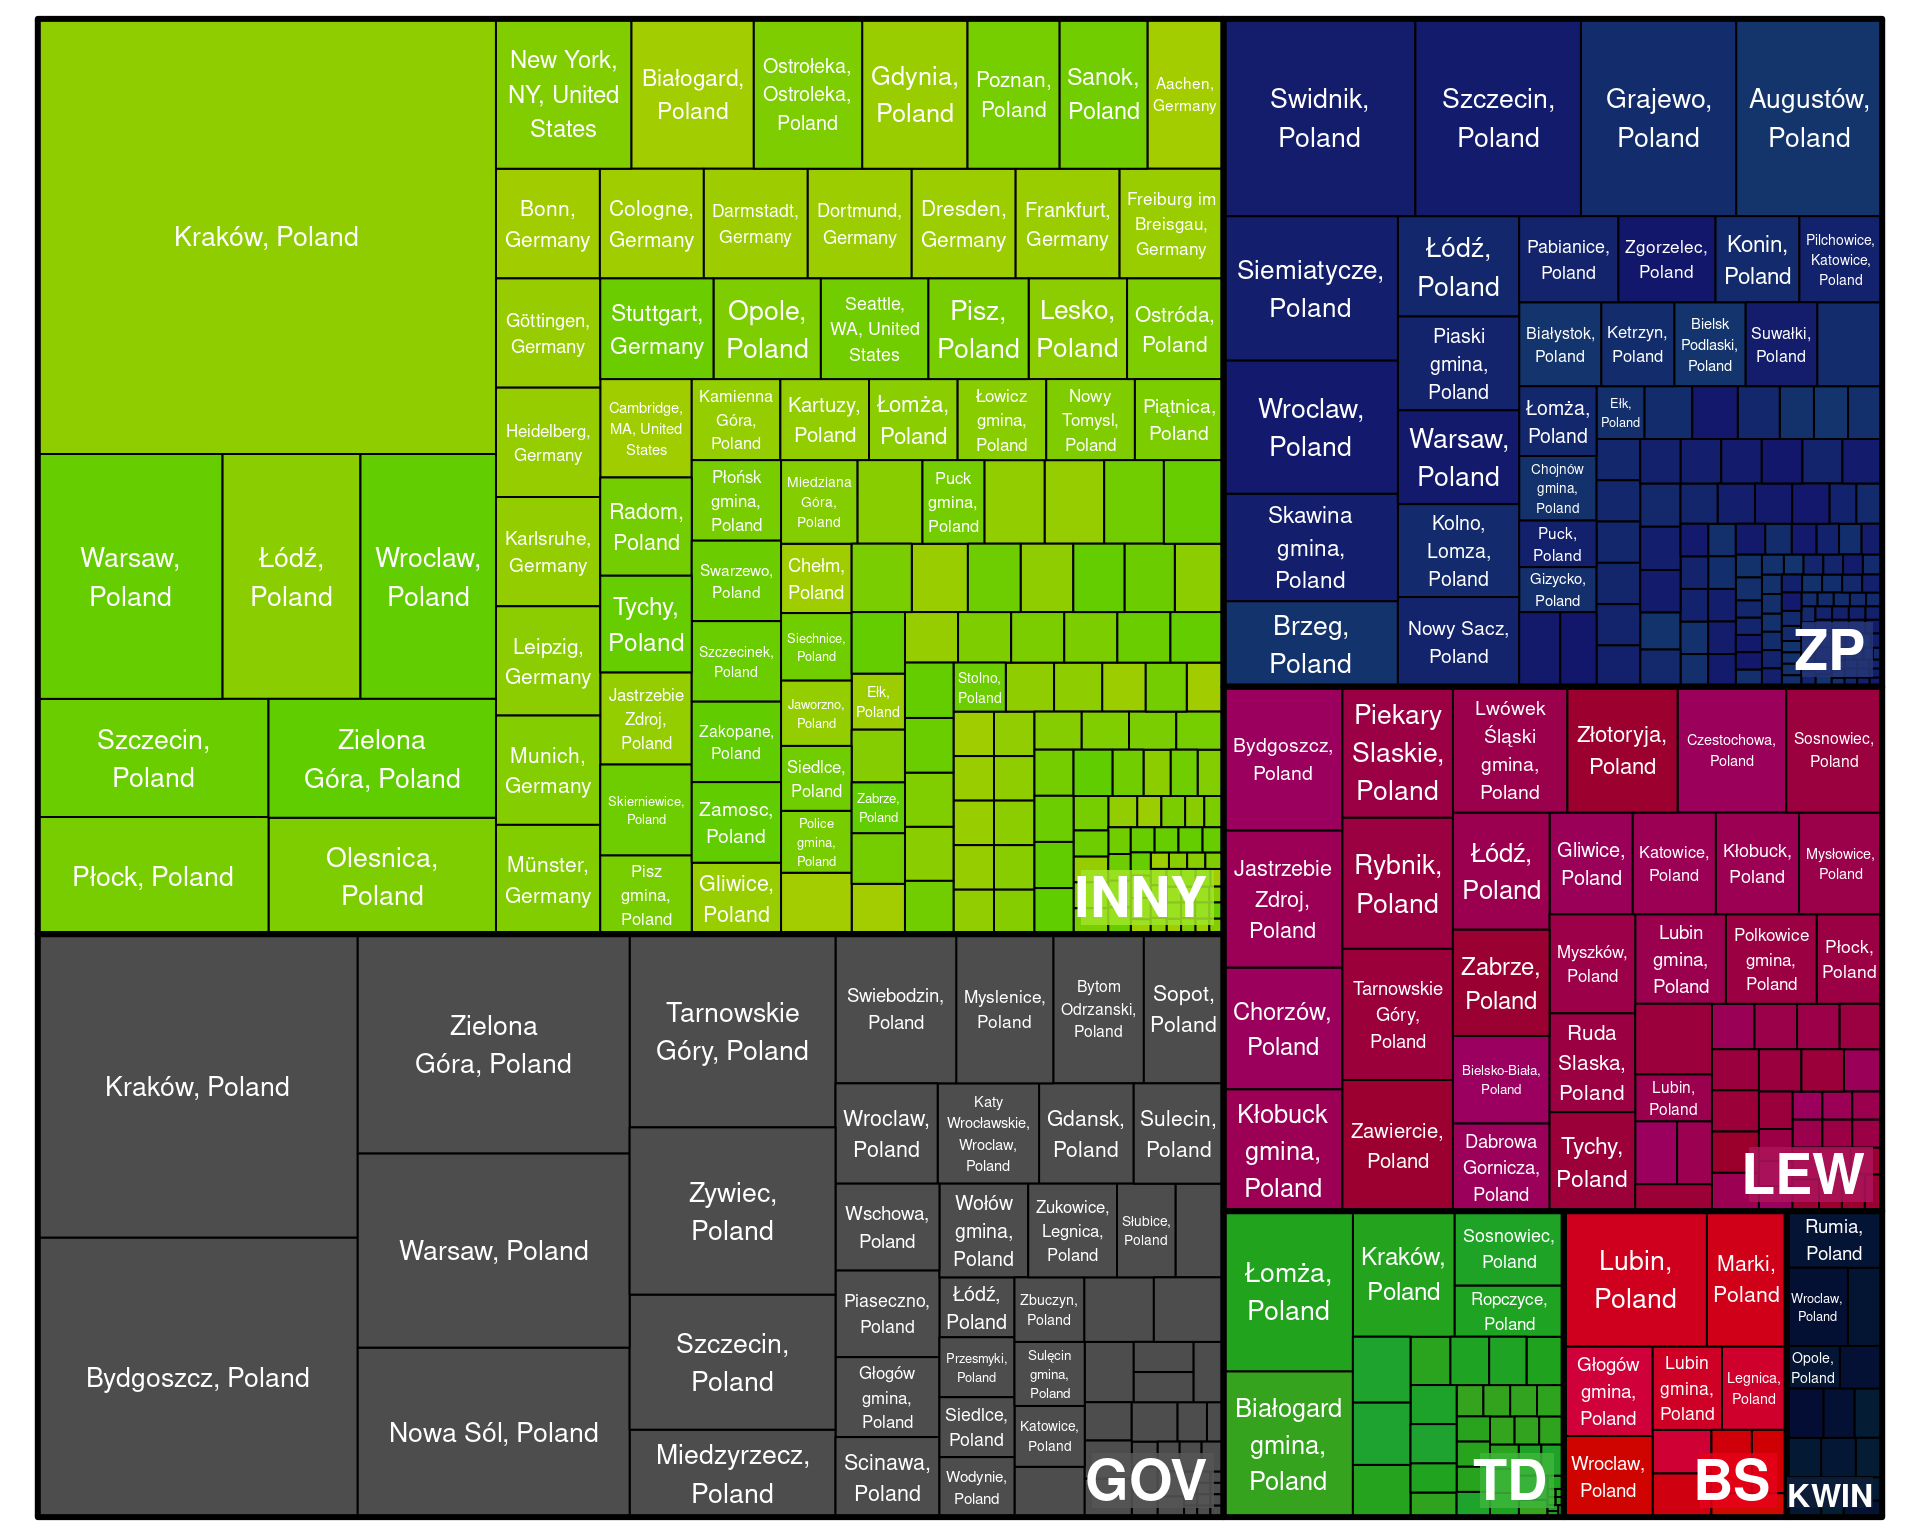 Kraków, Poland
New York,
NY, United
States
Białogard,
Poland
Ostrołeka,
Ostroleka,
Poland
Gdynia,
Poland
Poznan,
Poland
Sanok,
Poland
Aachen,
Germany
Bonn,
Germany
Cologne,
Germany
Darmstadt,
Germany
Dortmund,
Germany
Dresden,
Germany
Frankfurt,
Germany
Freiburg im
Breisgau,
Germany
Göttingen,
Germany
Stuttgart,
Germany
Opole,
Poland
Seattle,
WA, United
States
Pisz,
Poland
Lesko,
Poland
Ostróda,
Poland
Heidelberg,
Germany
Cambridge,
MA, United
States
Kamienna
Góra,
Poland
Kartuzy,
Poland
Łomża,
Poland
Łowicz
gmina,
Poland
Nowy
Tomysl,
Poland
Piątnica,
Poland
Warsaw,
Poland
Łódź,
Poland
Wroclaw,
Poland
Karlsruhe,
Germany
Radom,
Poland
Płońsk
gmina,
Poland
Miedziana
Góra,
Poland
Puck
gmina,
Poland
Swarzewo,
Poland
Chełm,
Poland
Leipzig,
Germany
Tychy,
Poland
Szczecinek,
Poland
Siechnice,
Poland
Stolno,
Poland
Szczecin,
Poland
Zielona
Góra, Poland
Munich,
Germany
Jastrzebie
Zdroj,
Poland
Zakopane,
Poland
Jaworzno,
Poland
Ełk,
Poland
Siedlce,
Poland
Zabrze,
Poland
Płock, Poland
Olesnica,
Poland
Münster,
Germany
Skierniewice,
Poland
Zamosc,
Poland
Police
gmina,
Poland
Pisz
gmina,
Poland
Gliwice,
Poland
INNY
Swidnik,
Poland
Szczecin,
Poland
Grajewo,
Poland
Augustów,
Poland
Siemiatycze,
Poland
Łódź,
Poland
Pabianice,
Poland
Zgorzelec,
Poland
Konin,
Poland
Pilchowice,
Katowice,
Poland
Piaski
gmina,
Poland
Białystok,
Poland
Ketrzyn,
Poland
Bielsk
Podlaski,
Poland
Suwałki,
Poland
Wroclaw,
Poland
Warsaw,
Poland
Łomża,
Poland
Ełk,
Poland
Chojnów
gmina,
Poland
Skawina
gmina,
Poland
Kolno,
Lomza,
Poland
Puck,
Poland
Gizycko,
Poland
Brzeg,
Poland
Nowy Sacz,
Poland
ZP
Bydgoszcz,
Poland
Piekary
Slaskie,
Poland
Lwówek
Śląski
gmina,
Poland
Złotoryja,
Poland
Czestochowa,
Poland
Sosnowiec,
Poland
Jastrzebie
Zdroj,
Poland
Rybnik,
Poland
Łódź,
Poland
Gliwice,
Poland
Katowice,
Poland
Kłobuck,
Poland
Mysłowice,
Poland
Chorzów,
Poland
Tarnowskie
Góry,
Poland
Zabrze,
Poland
Myszków,
Poland
Lubin
gmina,
Poland
Polkowice
gmina,
Poland
Płock,
Poland
Bielsko-Biała,
Poland
Ruda
Slaska,
Poland
Lubin,
Poland
Kłobuck
gmina,
Poland
Zawiercie,
Poland
Dabrowa
Gornicza,
Poland
Tychy,
Poland
LEW
Kraków, Poland
Zielona
Góra, Poland
Tarnowskie
Góry, Poland
Swiebodzin,
Poland
Myslenice,
Poland
Bytom
Odrzanski,
Poland
Sopot,
Poland
Wroclaw,
Poland
Katy
Wrocławskie,
Wroclaw,
Poland
Gdansk,
Poland
Sulecin,
Poland
Warsaw, Poland
Zywiec,
Poland
Wschowa,
Poland
Wołów
gmina,
Poland
Zukowice,
Legnica,
Poland
Słubice,
Poland
Bydgoszcz, Poland
Szczecin,
Poland
Piaseczno,
Poland
Łódź,
Poland
Zbuczyn,
Poland
Przesmyki,
Poland
Sulęcin
gmina,
Poland
Nowa Sól, Poland
Głogów
gmina,
Poland
Siedlce,
Poland
Katowice,
Poland
Miedzyrzecz,
Poland
Scinawa,
Poland
Wodynie,
Poland
GOV
Łomża,
Poland
Kraków,
Poland
Sosnowiec,
Poland
Ropczyce,
Poland
Białogard
gmina,
Poland
TD
Lubin,
Poland
Marki,
Poland
Głogów
gmina,
Poland
Lubin
gmina,
Poland
Legnica,
Poland
Wroclaw,
Poland
BS
Rumia,
Poland
Wroclaw,
Poland
Opole,
Poland
KWIN